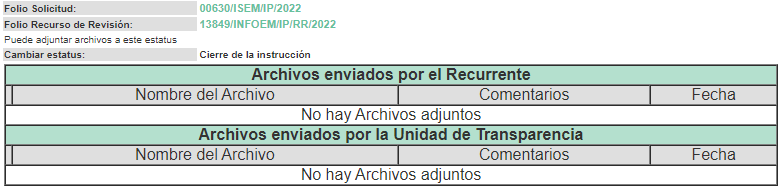 Folio Solicitud: 00630/ISEM/IP/2022
Folio Recurso de Revisión: 13849/INFOEM/IP/RR/2022
Puede adjuntar archivos a este estatus
Cambiar estatus: Cierre de la instrucción
Archivos enviados por el Recurrente
Nombre del Archivo Comentarios Fecha
No hay Archivos adjuntos
Archivos enviados por la Unidad de Transparencia
Nombre del Archivo Comentarios Fecha
No hay Archivos adjuntos